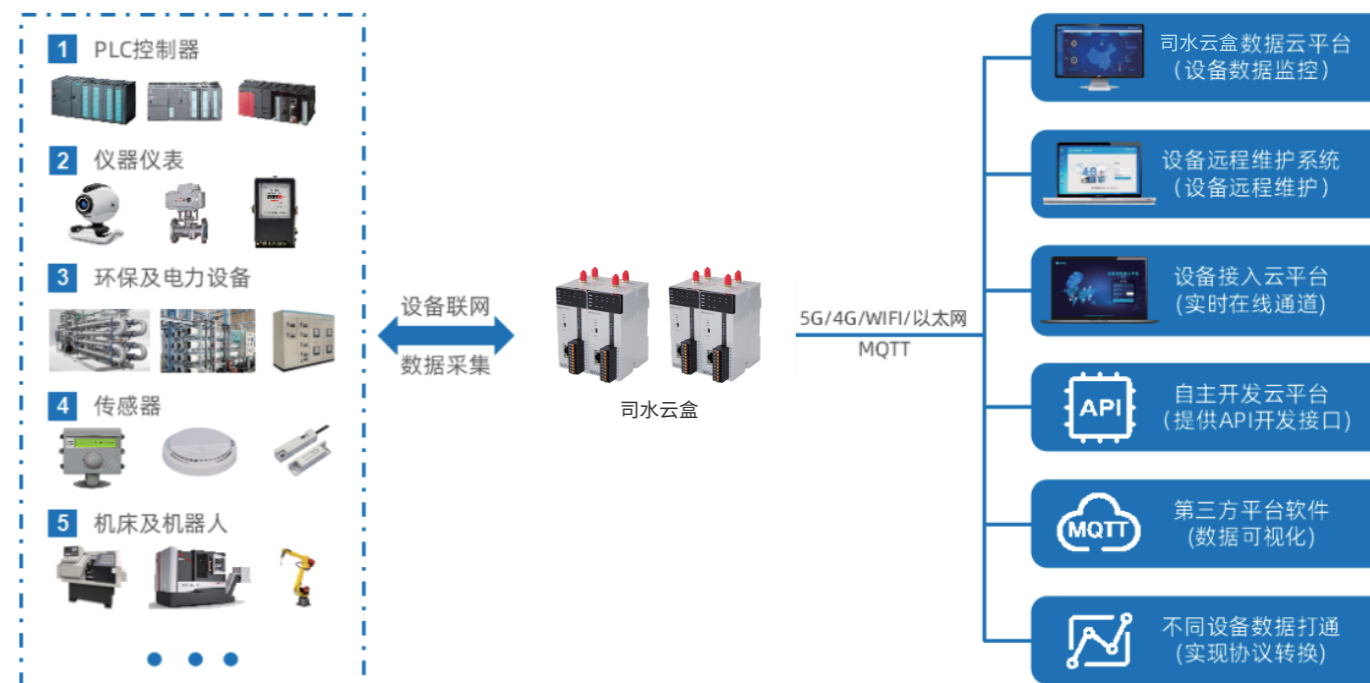 1 PLC控制器
2 仪器仪表
3 环保及电力设备
4 传感器
5 机床及机器人
设备联网
数据采集
司水云盒
5G/4G/WIFI/以太网
MQTT
司水云盒数据云平台
(设备数据监控)
设备远程维护系统
(设备远程维护)
设备接入云平台
(实时在线通道)
API
自主开发云平台
(提供API开发接口)
MQTT
第三方平台软件
(数据可视化)
不同设备数据打通
(实现协议转换)